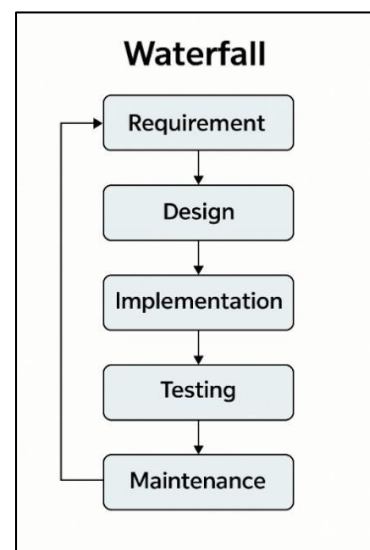 Waterfall
Requirement
Design
Implementation
Testing
Maintenance